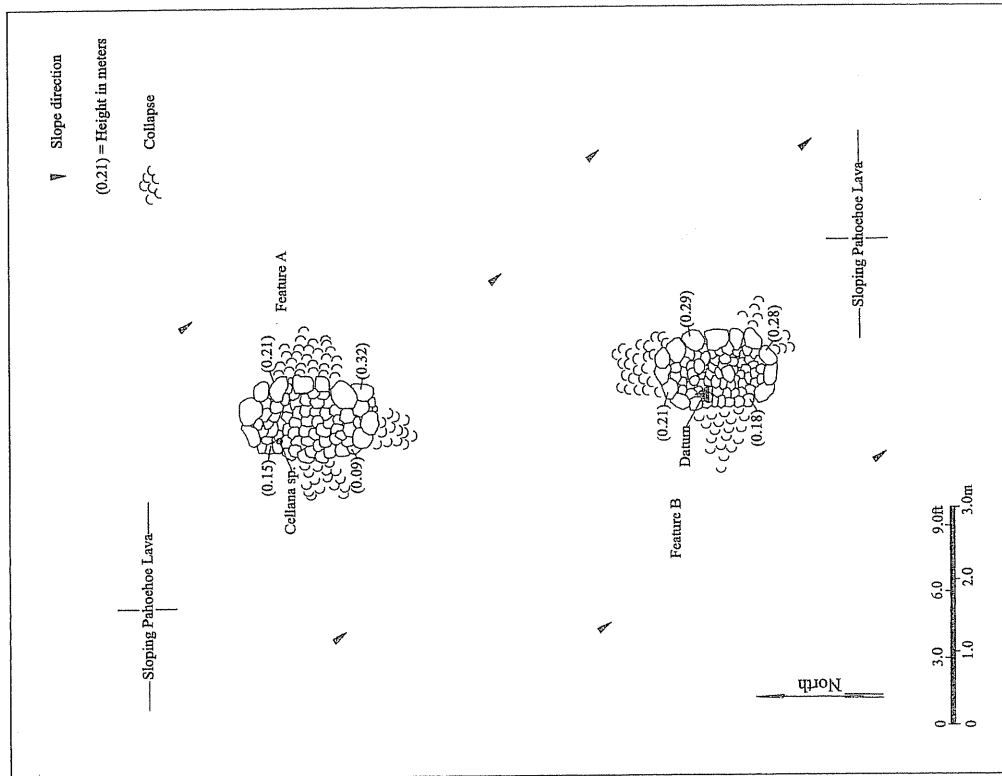 Slope direction
(0.21) = Height in meters
Collapse
Feature A
(0.21)
(0.32)
(0.15)
(0.09)
Cellana sp.
Sloping Pahoehoe Lava
(0.29)
(0.28)
(0.21)
(0.18)
Datum
Feature B
Sloping Pahoehoe Lava
North
0 3.0 6.0 9.0ft
0 1.0 2.0 3.0m